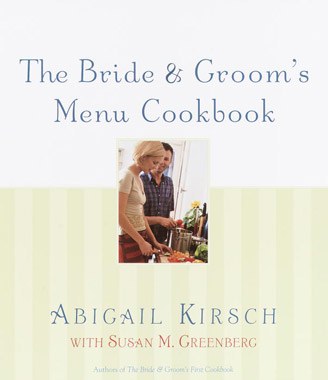 The Bride & Groom's
Menu Cookbook
ABIGAIL KIRSCH
WITH SUSAN M. GREENBERG
Authors of The Bride & Groom's First Cookbook